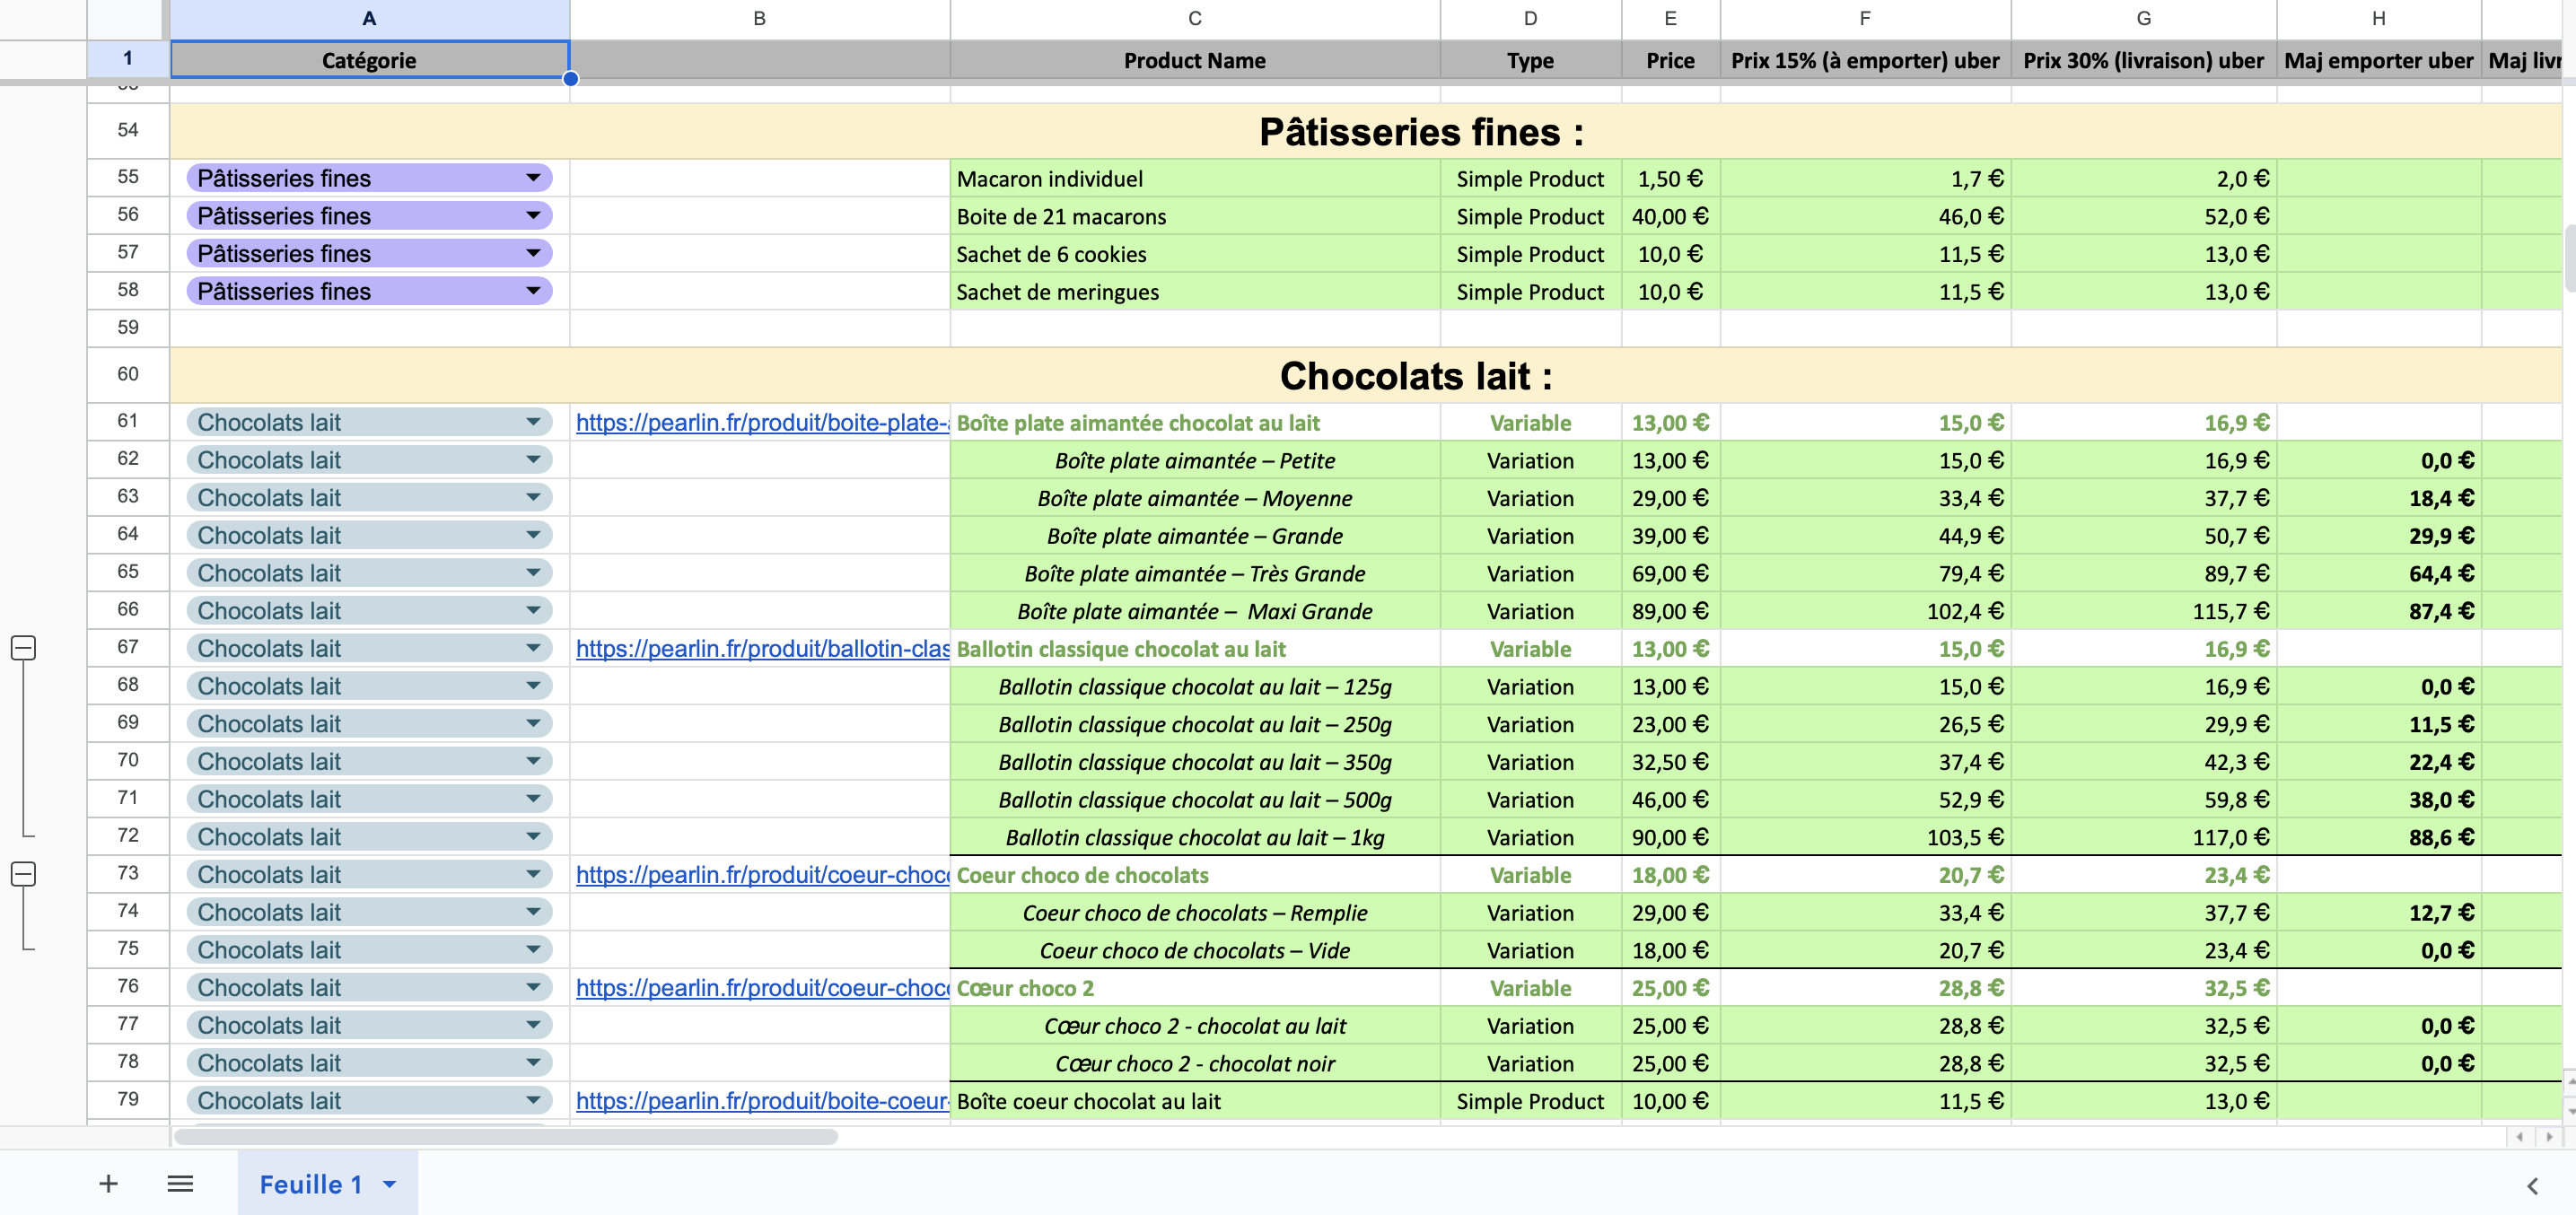 A B C D E F G H
1 Catégorie Product Name Type Price Prix 15% (à emporter) uber Prix 30% (livraison) uber Maj emporter uber Maj livr
54 Pâtisseries fines :
55 Pâtisseries fines Macaron individuel Simple Product 1,50 € 1,7 € 2,0 €
56 Pâtisseries fines Boite de 21 macarons Simple Product 40,00 € 46,0 € 52,0 €
57 Pâtisseries fines Sachet de 6 cookies Simple Product 10,0 € 11,5 € 13,0 €
58 Pâtisseries fines Sachet de meringues Simple Product 10,0 € 11,5 € 13,0 €
59
60 Chocolats lait :
61 Chocolats lait https://pearlin.fr/produit/boite-plate- Boîte plate aimantée chocolat au lait Variable 13,00 € 15,0 € 16,9 €
62 Chocolats lait Boîte plate aimantée – Petite Variation 13,00 € 15,0 € 16,9 € 0,0 €
63 Chocolats lait Boîte plate aimantée – Moyenne Variation 29,00 € 33,4 € 37,7 € 18,4 €
64 Chocolats lait Boîte plate aimantée – Grande Variation 39,00 € 44,9 € 50,7 € 29,9 €
65 Chocolats lait Boîte plate aimantée – Très Grande Variation 69,00 € 79,4 € 89,7 € 64,4 €
66 Chocolats lait Boîte plate aimantée – Maxi Grande Variation 89,00 € 102,4 € 115,7 € 87,4 €
67 Chocolats lait https://pearlin.fr/produit/ballotin-clas Ballotin classique chocolat au lait Variable 13,00 € 15,0 € 16,9 €
68 Chocolats lait Ballotin classique chocolat au lait – 125g Variation 13,00 € 15,0 € 16,9 € 0,0 €
69 Chocolats lait Ballotin classique chocolat au lait – 250g Variation 23,00 € 26,5 € 29,9 € 11,5 €
70 Chocolats lait Ballotin classique chocolat au lait – 350g Variation 32,50 € 37,4 € 42,3 € 22,4 €
71 Chocolats lait Ballotin classique chocolat au lait – 500g Variation 46,00 € 52,9 € 59,8 € 38,0 €
72 Chocolats lait Ballotin classique chocolat au lait – 1kg Variation 90,00 € 103,5 € 117,0 € 88,6 €
73 Chocolats lait https://pearlin.fr/produit/coeur-choc Coeur choco de chocolats Variable 18,00 € 20,7 € 23,4 €
74 Chocolats lait Coeur choco de chocolats – Remplie Variation 29,00 € 33,4 € 37,7 € 12,7 €
75 Chocolats lait Coeur choco de chocolats – Vide Variation 18,00 € 20,7 € 23,4 € 0,0 €
76 Chocolats lait https://pearlin.fr/produit/coeur-choc Cœur choco 2 Variable 25,00 € 28,8 € 32,5 €
77 Chocolats lait Cœur choco 2 - chocolat au lait Variation 25,00 € 28,8 € 32,5 € 0,0 €
78 Chocolats lait Cœur choco 2 - chocolat noir Variation 25,00 € 28,8 € 32,5 € 0,0 €
79 Chocolats lait https://pearlin.fr/produit/boite-coeur- Boîte coeur chocolat au lait Simple Product 10,00 € 11,5 € 13,0 €
Feuille 1